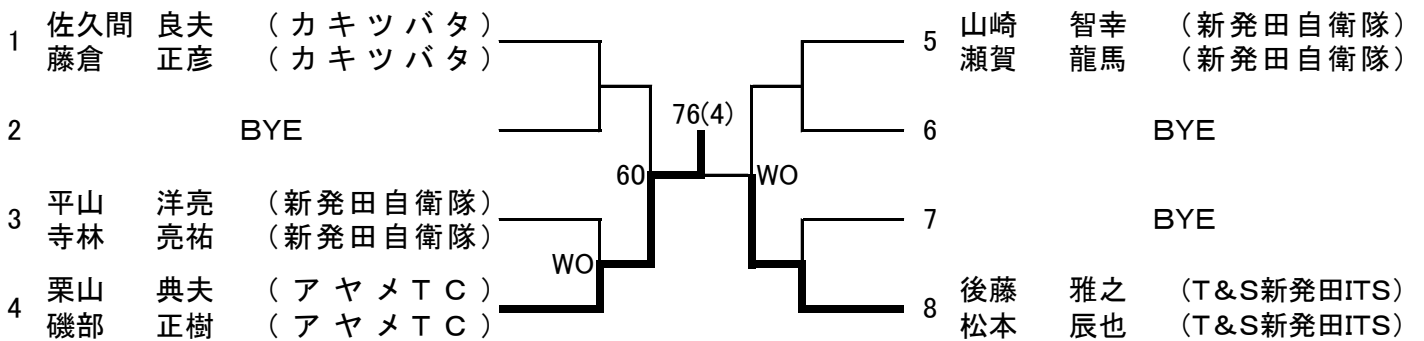 1 佐久間 良夫 (カキツバタ)
藤倉 正彦 (カキツバタ)
2 BYE
3 平山 洋亮 (新発田自衛隊)
寺林 亮祐 (新発田自衛隊)
4 栗山 典夫 (アヤメTC)
磯部 正樹 (アヤメTC)
WO
60
76(4)
WO
5 山崎 智幸 (新発田自衛隊)
瀬賀 龍馬 (新発田自衛隊)
6 BYE
7 BYE
8 後藤 雅之 (T&S新発田ITS)
松本 辰也 (T&S新発田ITS)